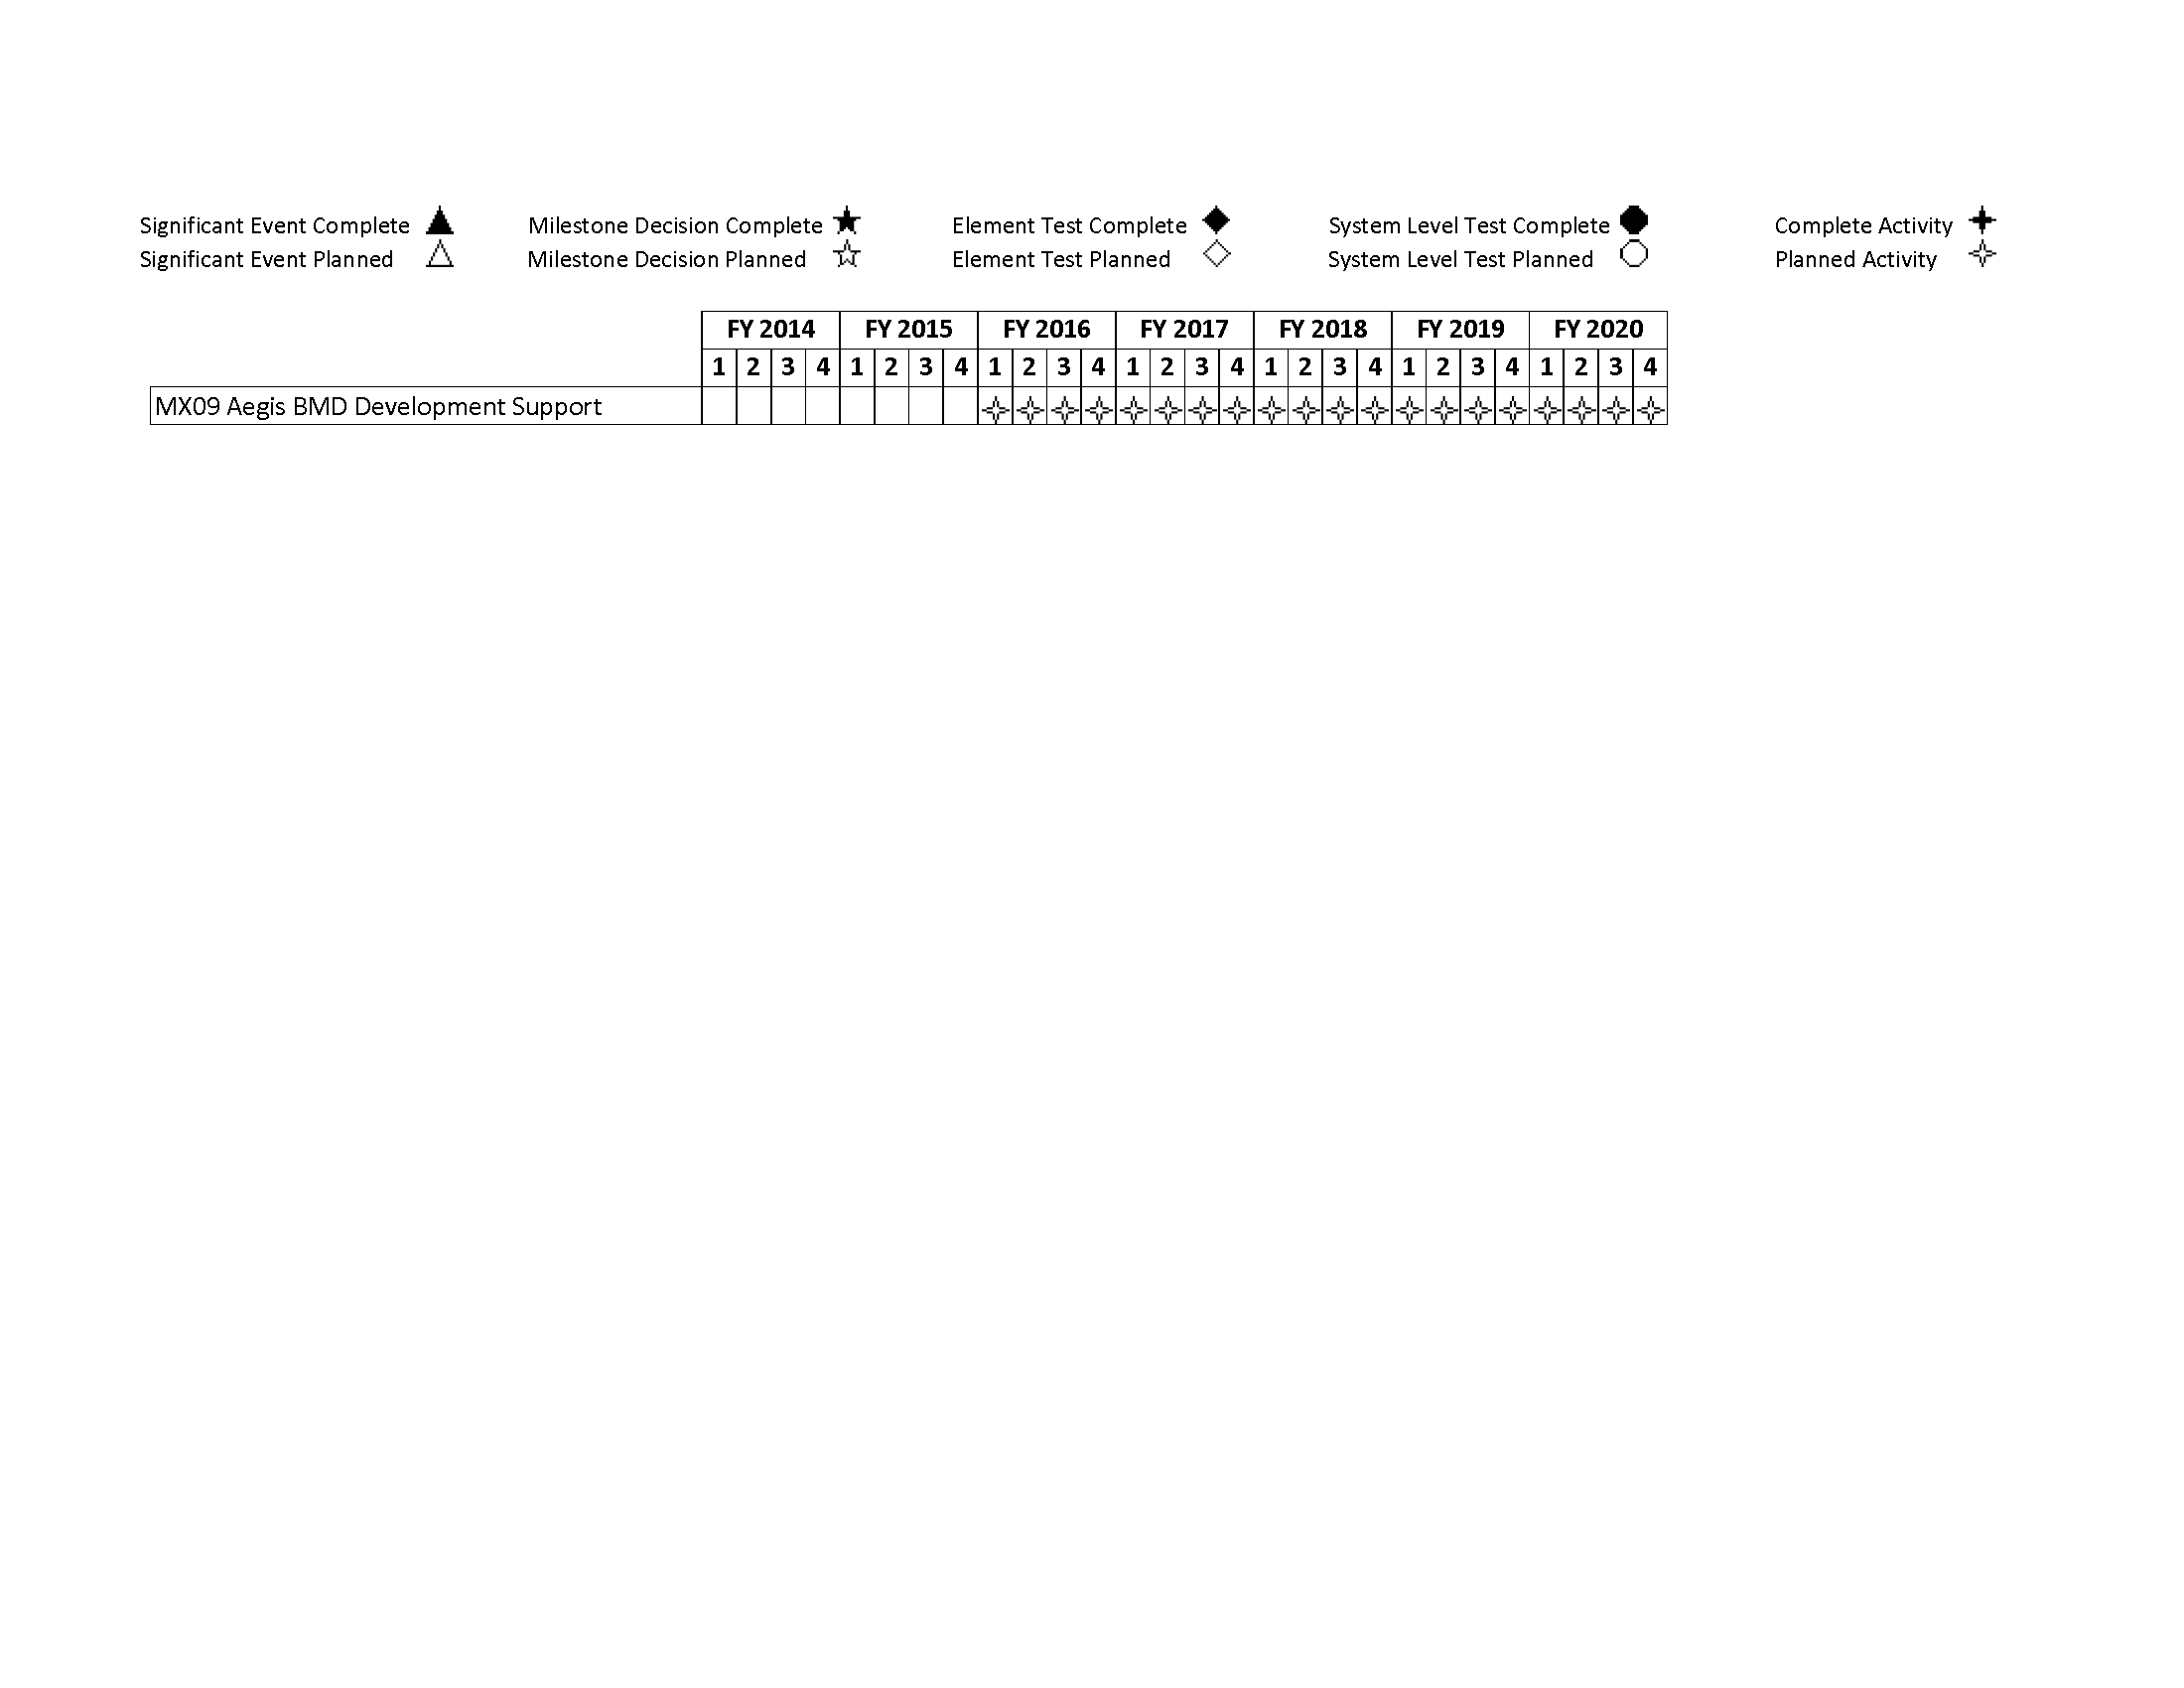 Significant Event Complete Milestone Decision Complete Element Test Complete System Level Test Complete Complete Activity
Significant Event Planned Milestone Decision Planned Element Test Planned System Level Test Planned Planned Activity
FY 2014 FY 2015 FY 2016 FY 2017 FY 2018 FY 2019 FY 2020
1 2 3 4 1 2 3 4 1 2 3 4 1 2 3 4 1 2 3 4 1 2 3 4 1 2 3 4
MX09 Aegis BMD Development Support